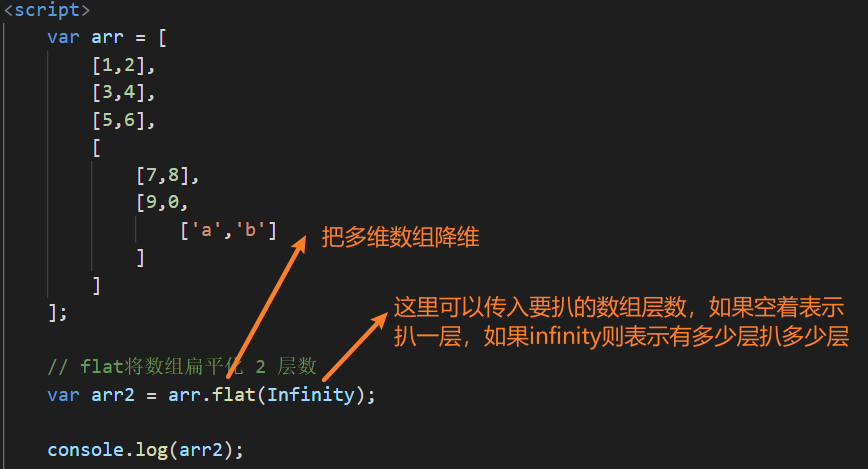 <script>
var arr = [
[1,2],
[3,4],
[5,6],
[
[7,8],
[9,0,
['a','b']
把多维数组降维
]
]
];
这里可以传入要扒的数组层数，如果空着表示
扒一层，如果infinity则表示有多少层扒多少层
// flat将数组扁平化 2 层数
var arr2 = arr.flat(Infinity);
console.log(arr2);